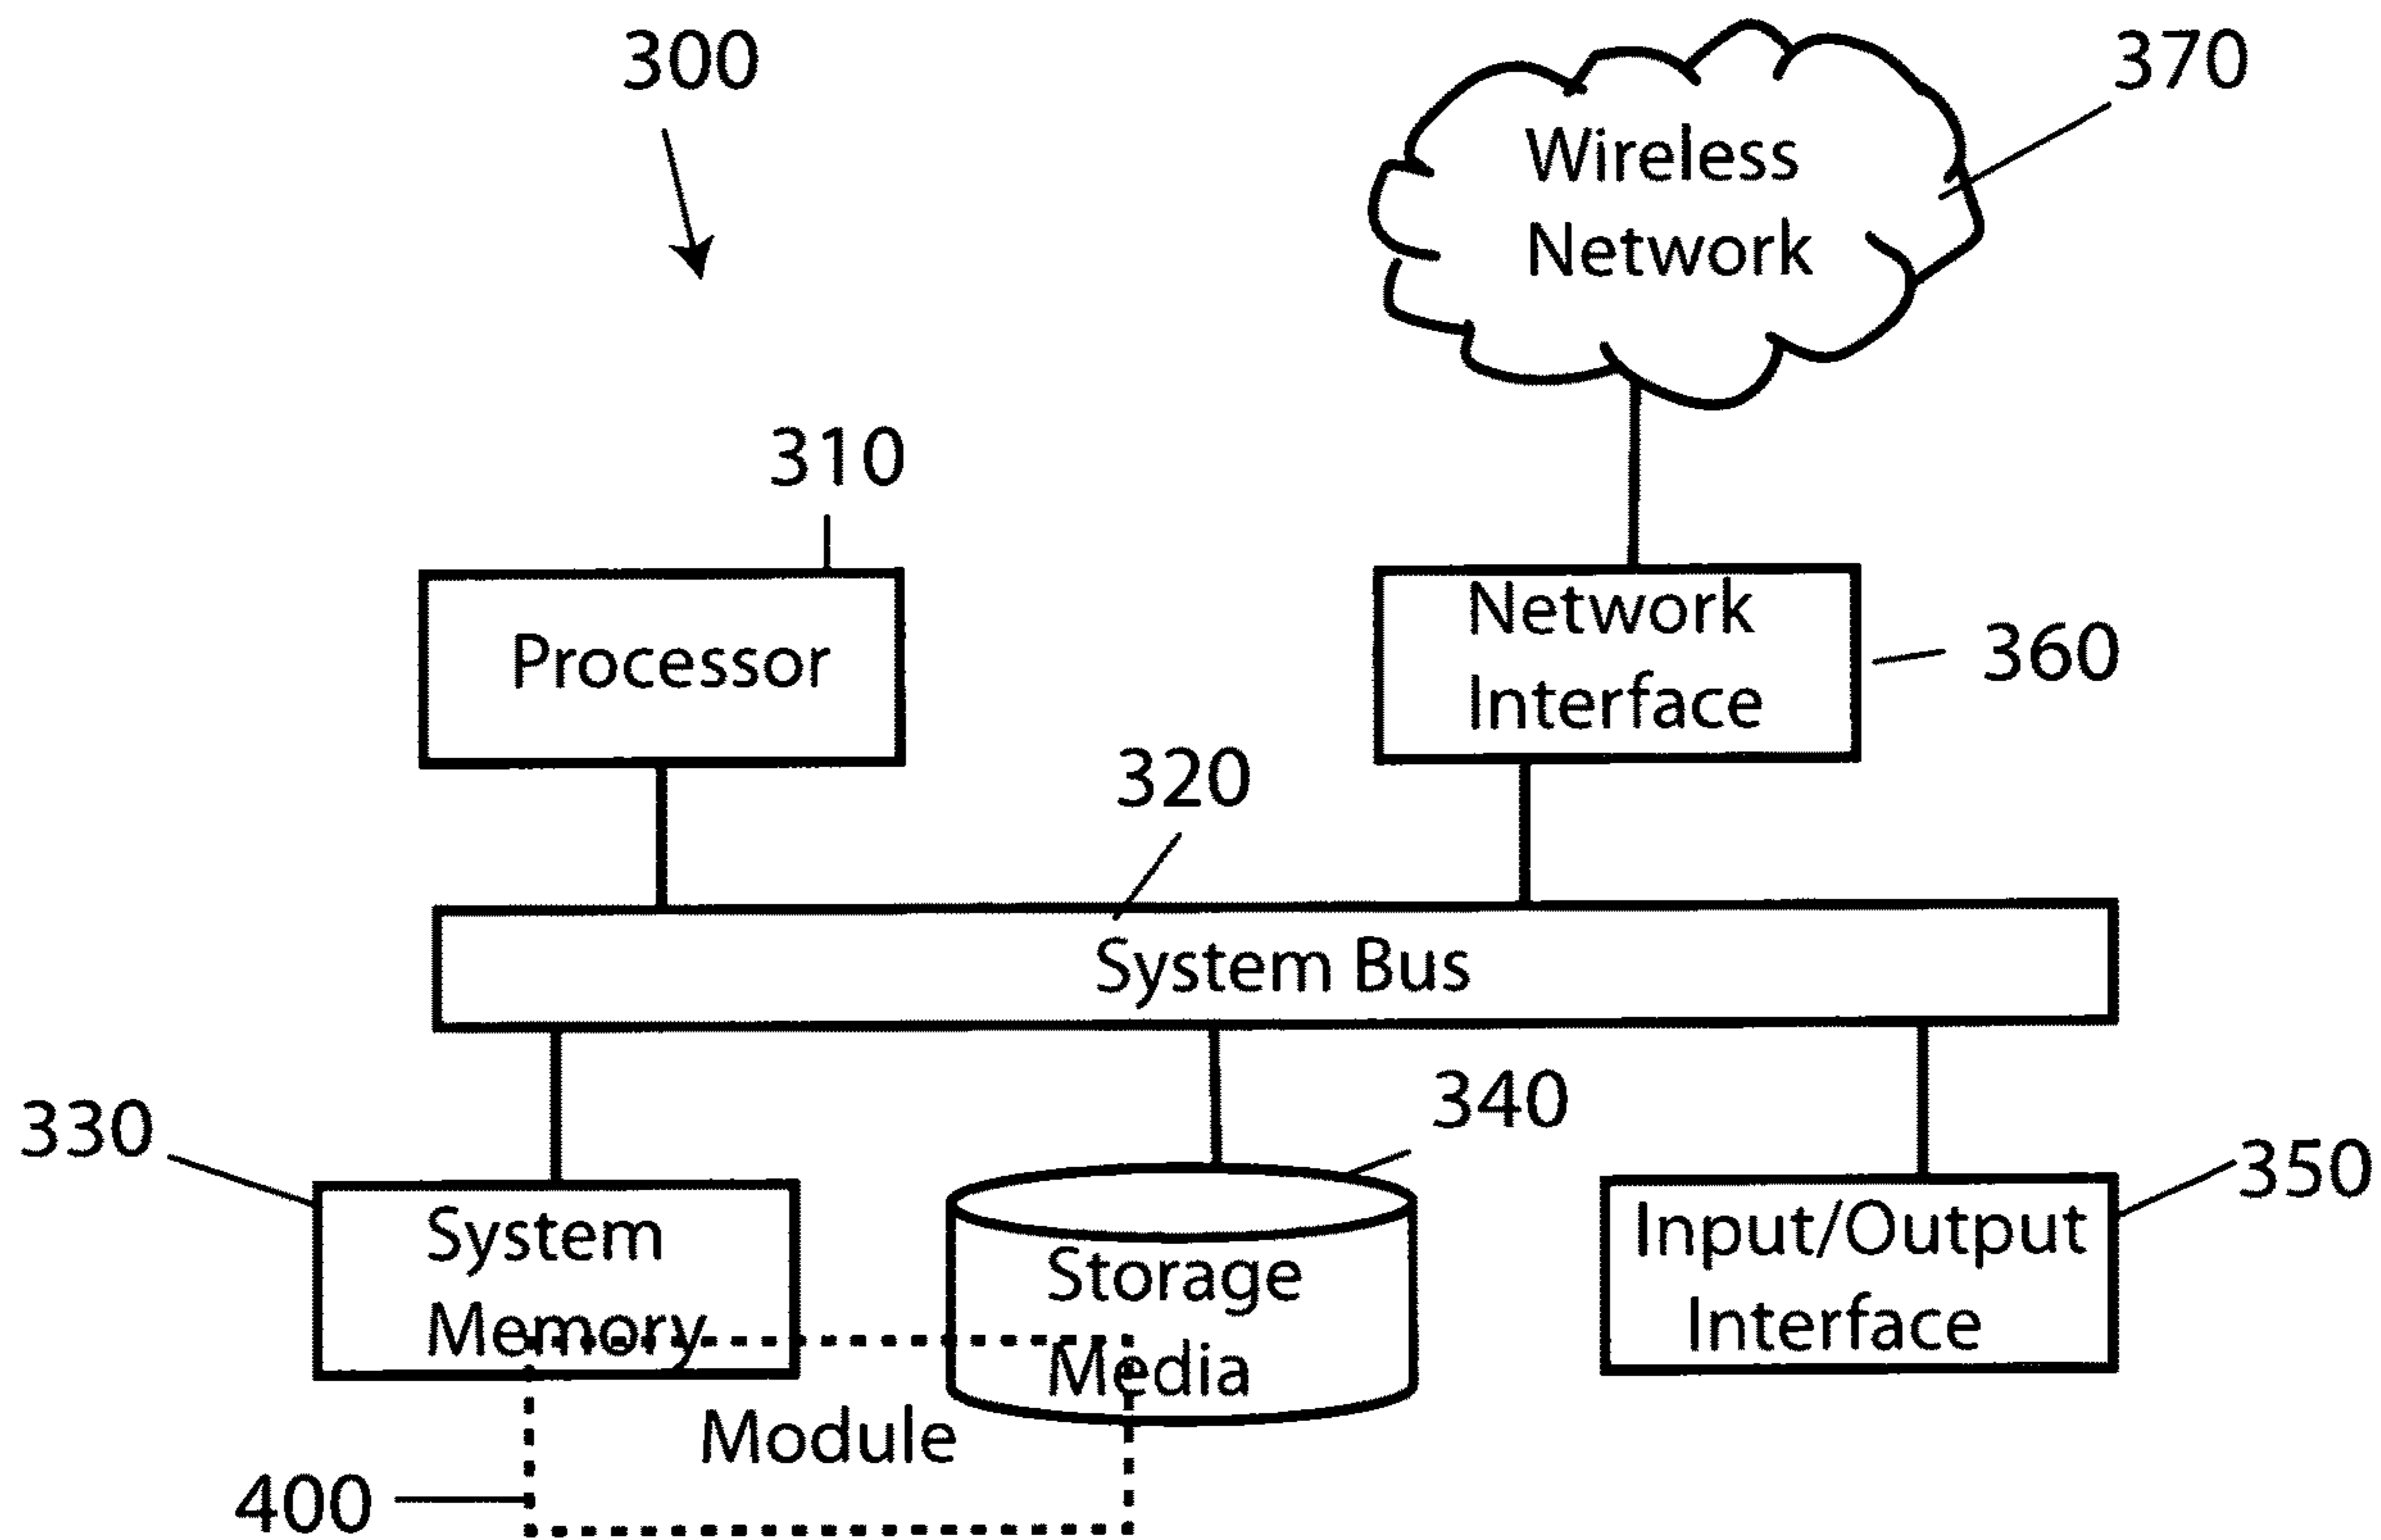 300
370
Wireless
Network
310
Processor
Network
Interface
360
320
System Bus
330
340
350
System
Memory
Storage
Media
Input/Output
Interface
Module
400